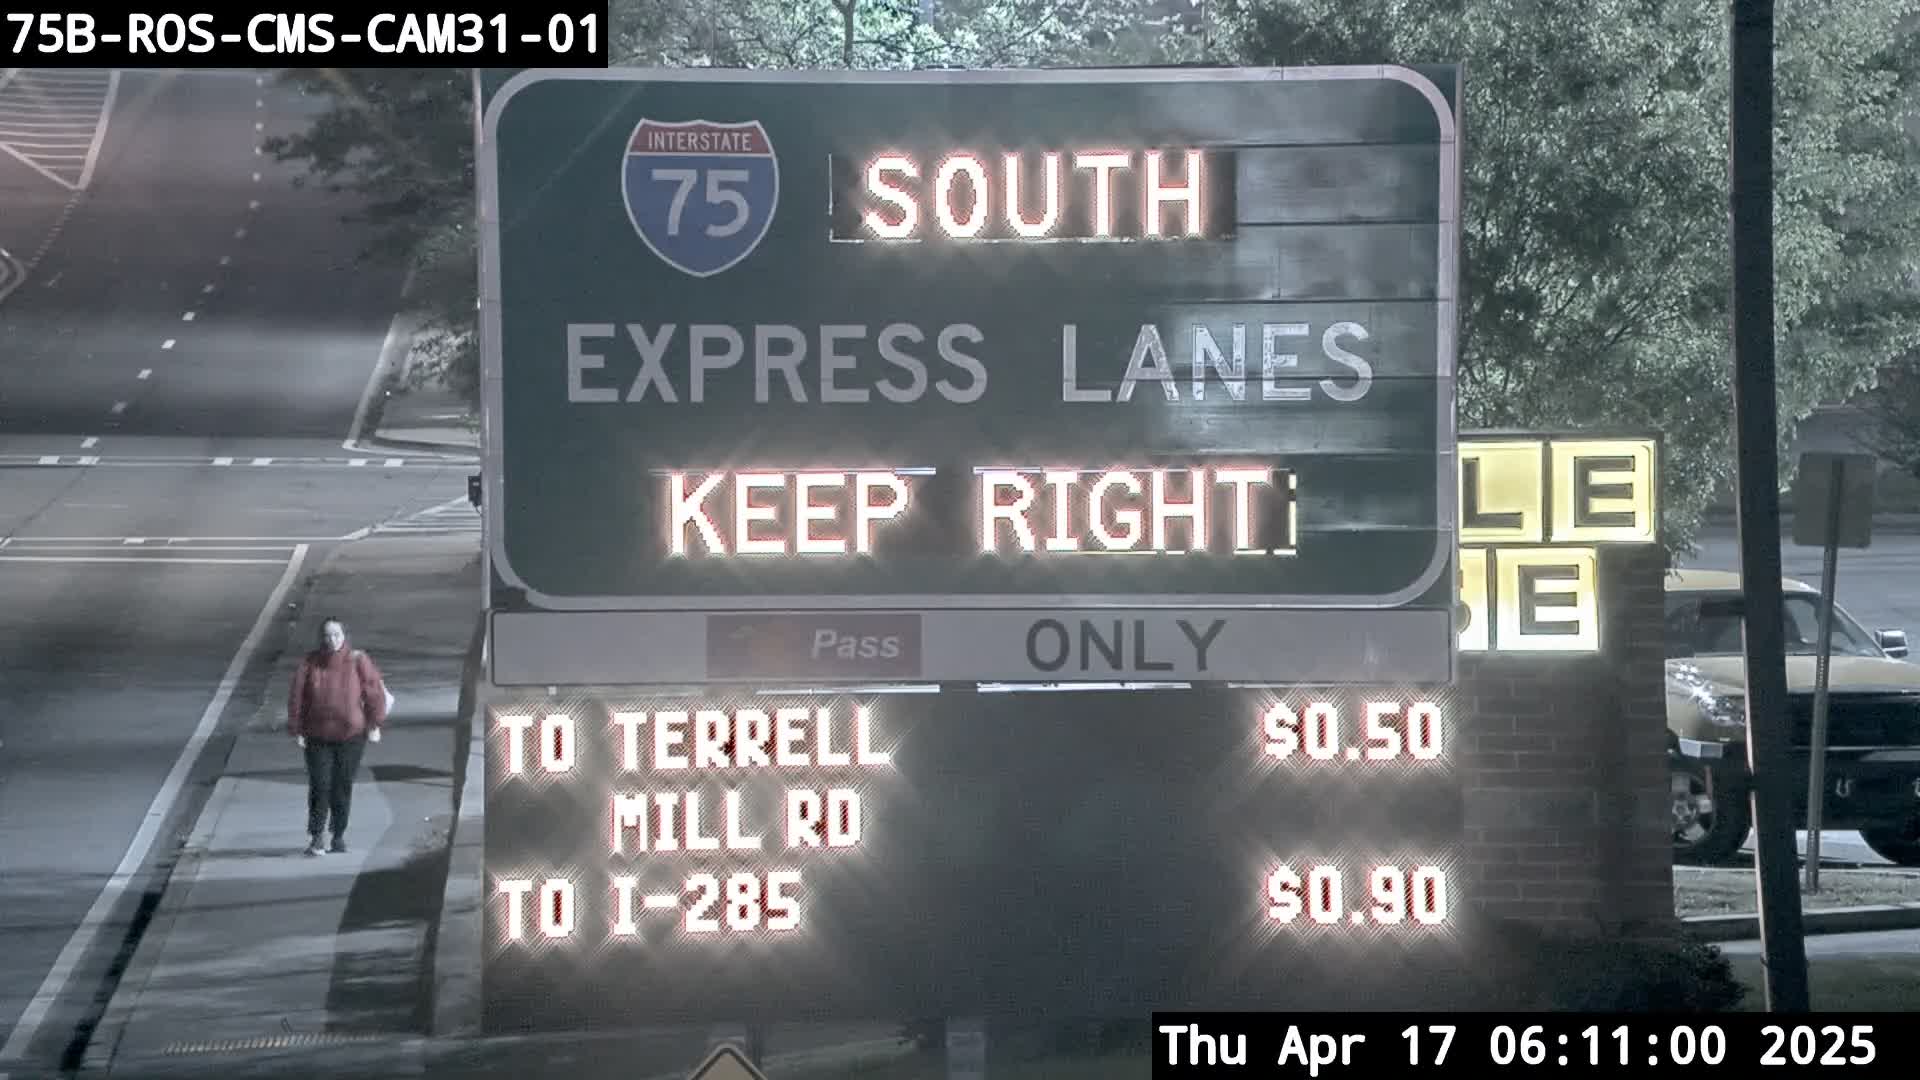 75B-ROS-CMS-CAM31-01
INTERSTATE
75
SOUTH
EXPRESS LANES
KEEP RIGHT
Pass ONLY
LE
E
TO TERRELL $0.50
MILL RD
TO I-285 $0.90
Thu Apr 17 06:11:00 2025